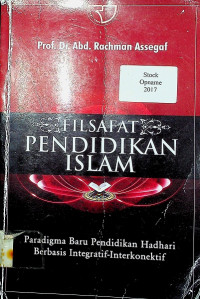 Prof. Dr. Abd. Rachman Assegaf
Stock
Opname
2017
FILSAFAT
PENDIDIKAN
ISLAM
Paradigma Baru Pendidikan Hadhari
Berbasis Integratif-Interkonektif